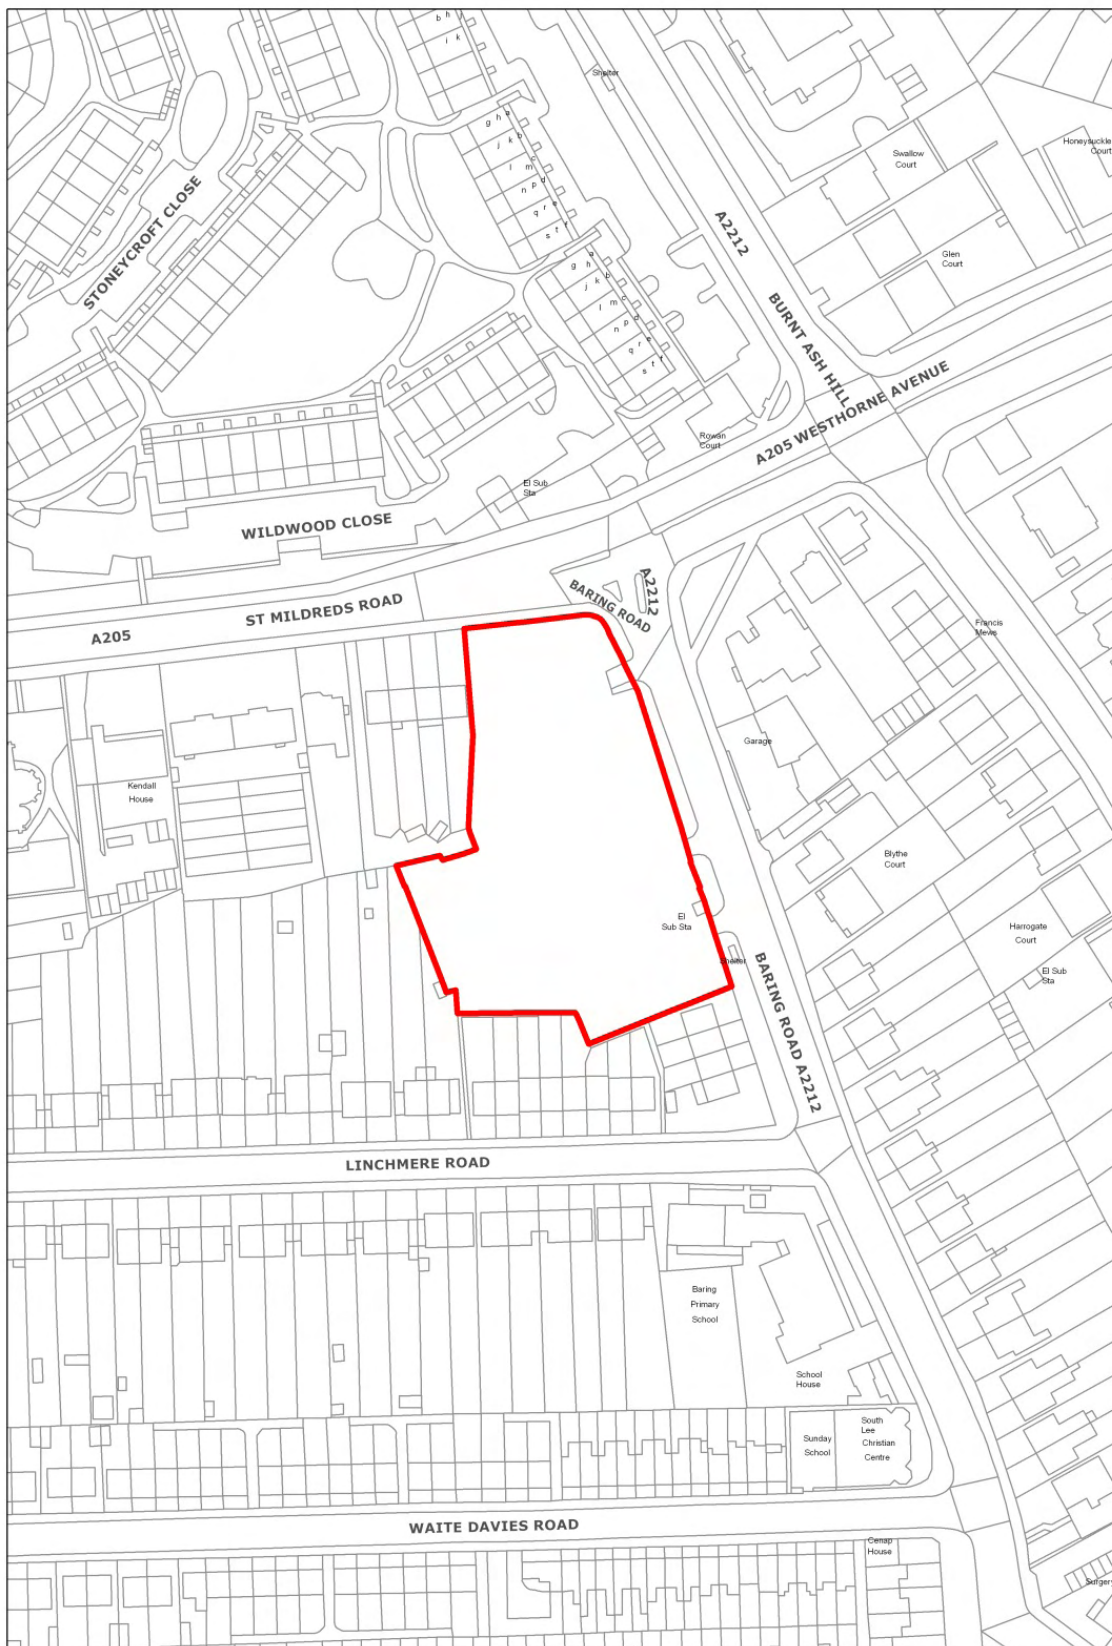 b h
i k
Shelter
g h a
j k b
c
l m
n p d
q r e
s t f
Swallow
Court
Honeysuckle
Court
STONEYCROFT CLOSE
A2212
Glen
Court
a
g h
b
j k
l m c
n p d
q r e
s t f
BURNT ASH HILL
A205 WESTHORNE AVENUE
Rowan
Court
El Sub
Sta
WILDWOOD CLOSE
ST MILDREDS ROAD
A205
BARING ROAD
A2212
Francis
Mews
Garage
Kendall
House
Blythe
Court
El
Sub Sta
Harrogate
Court
El Sub
Sta
Shelter
BARING ROAD A2212
LINCHMERE ROAD
Baring
Primary
School
School
House
Sunday
School
South
Lee
Christian
Centre
WAITE DAVIES ROAD
Cenap
House
Surgery